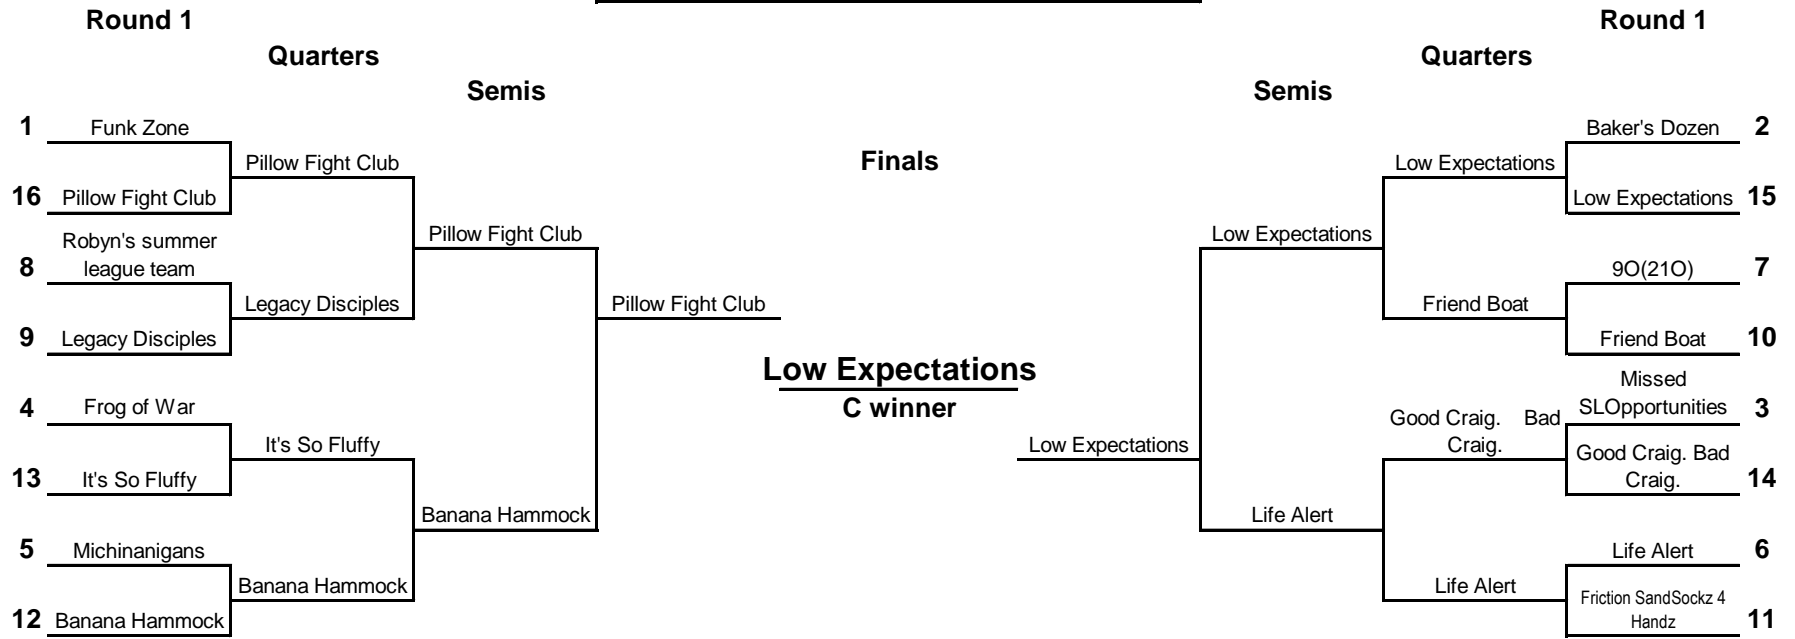 Round 1
Round 1
Quarters
Quarters
Semis
Semis
1 Funk Zone
Baker's Dozen 2
Pillow Fight Club
Finals
Low Expectations
16 Pillow Fight Club
Low Expectations 15
Robyn's summer
league team
8
Pillow Fight Club
Low Expectations
9O(21O) 7
Legacy Disciples
Pillow Fight Club
Friend Boat
9 Legacy Disciples
Friend Boat 10
Low Expectations
C winner
4 Frog of War
Missed
SLOpportunities 3
It's So Fluffy
Low Expectations
Good Craig. Bad
Craig.
13 It's So Fluffy
Good Craig. Bad
Craig. 14
Banana Hammock
Life Alert
5 Michinanigans
Life Alert 6
Banana Hammock
Life Alert
12 Banana Hammock
Friction SandSockz 4
Handz 11